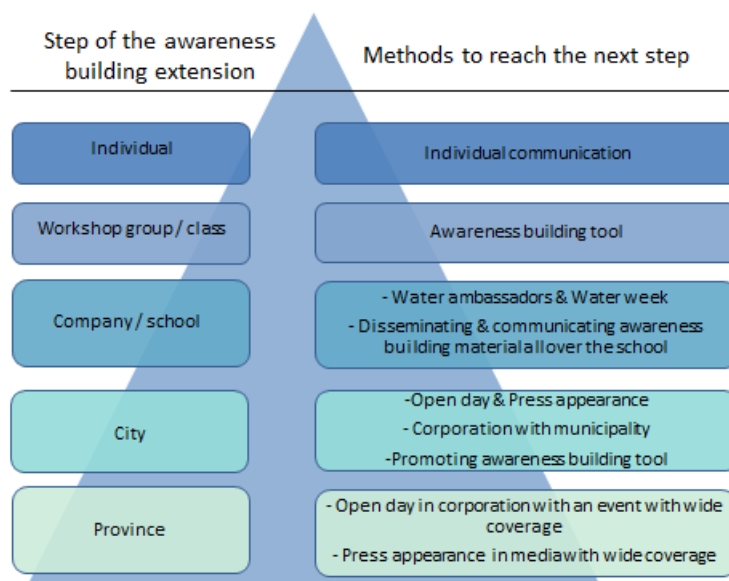 Step of the awareness
building extension
Methods to reach the next step
Individual
Individual communication
Workshop group / class
Awareness building tool
Company / school
- Water ambassadors & Water week
- Disseminating & communicating awareness
building material all over the school
City
-Open day & Press appearance
- Corporation with municipality
-Promoting awareness building tool
Province
- Open day in corporation with an event with wide
coverage
- Press appearance in media with wide coverage